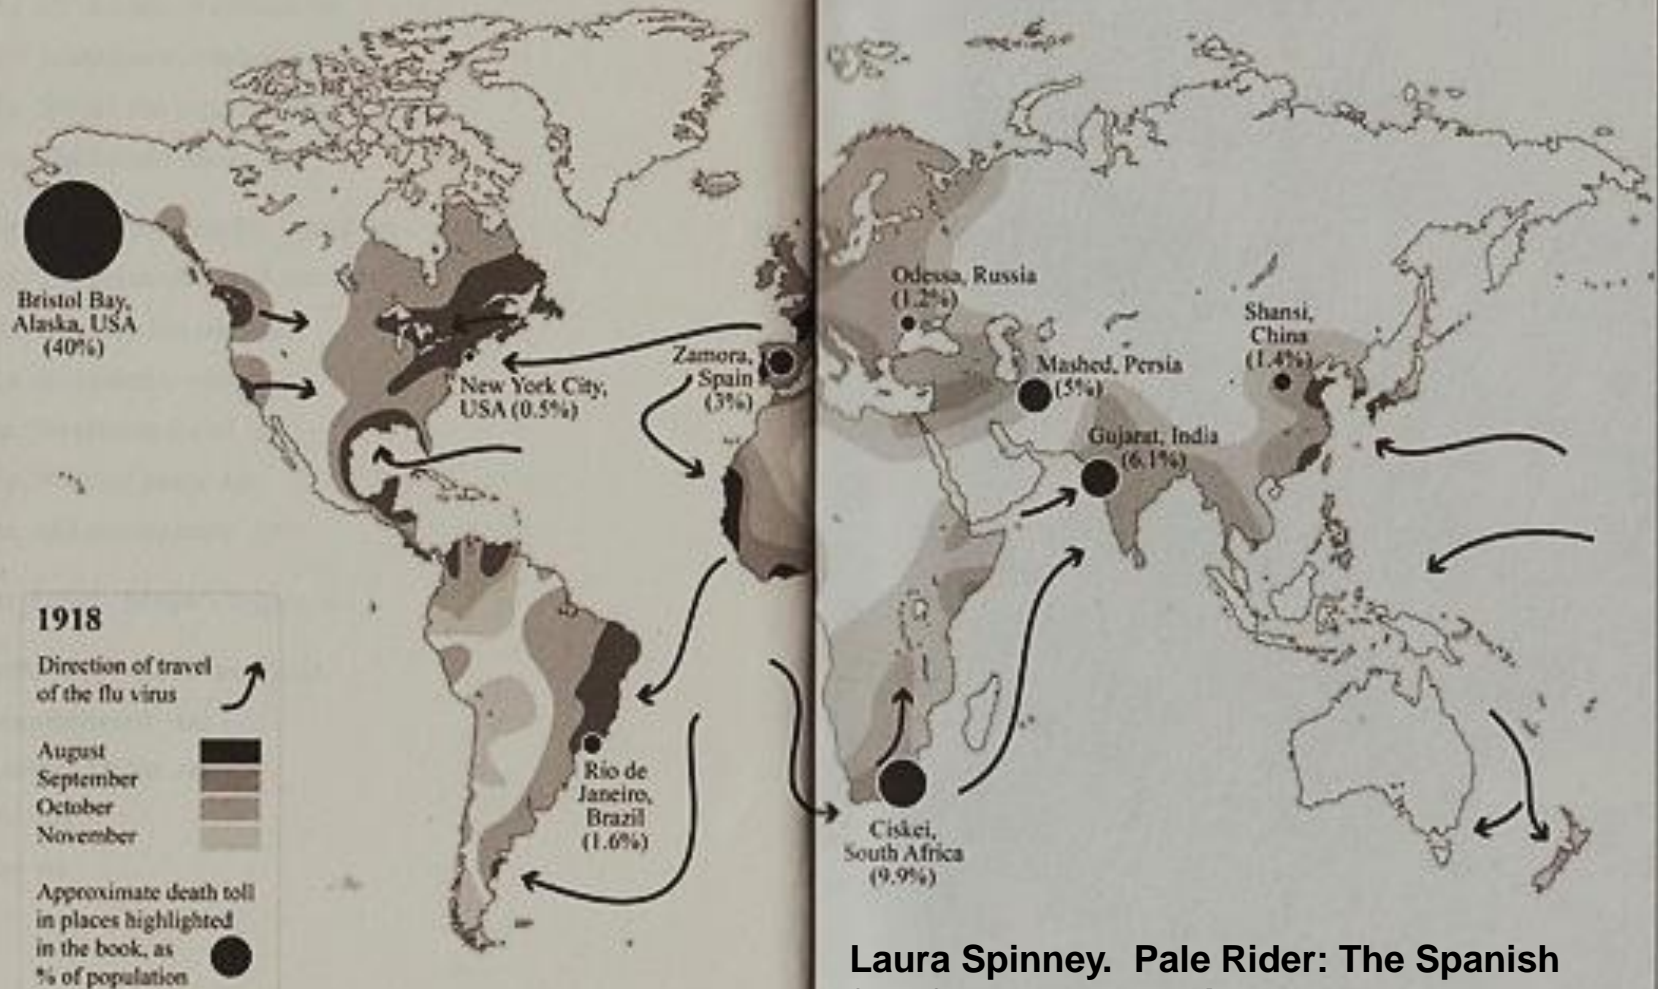 Bristol Bay,
Alaska, USA
(40%)
New York City,
USA (0.5%)
Zamora,
Spain
(3%)
Odessa, Russia
(1.2%)
Mashed, Persia
(5%)
Shansi,
China
(1.4%)
Gujarat, India
(6.1%)
Rio de
Janeiro,
Brazil
(1.6%)
Ciskei,
South Africa
(9.9%)
1918
Direction of travel
of the flu virus
August
September
October
November
Approximate death toll
in places highlighted
in the book, as
% of population
Laura Spinney. Pale Rider: The Spanish